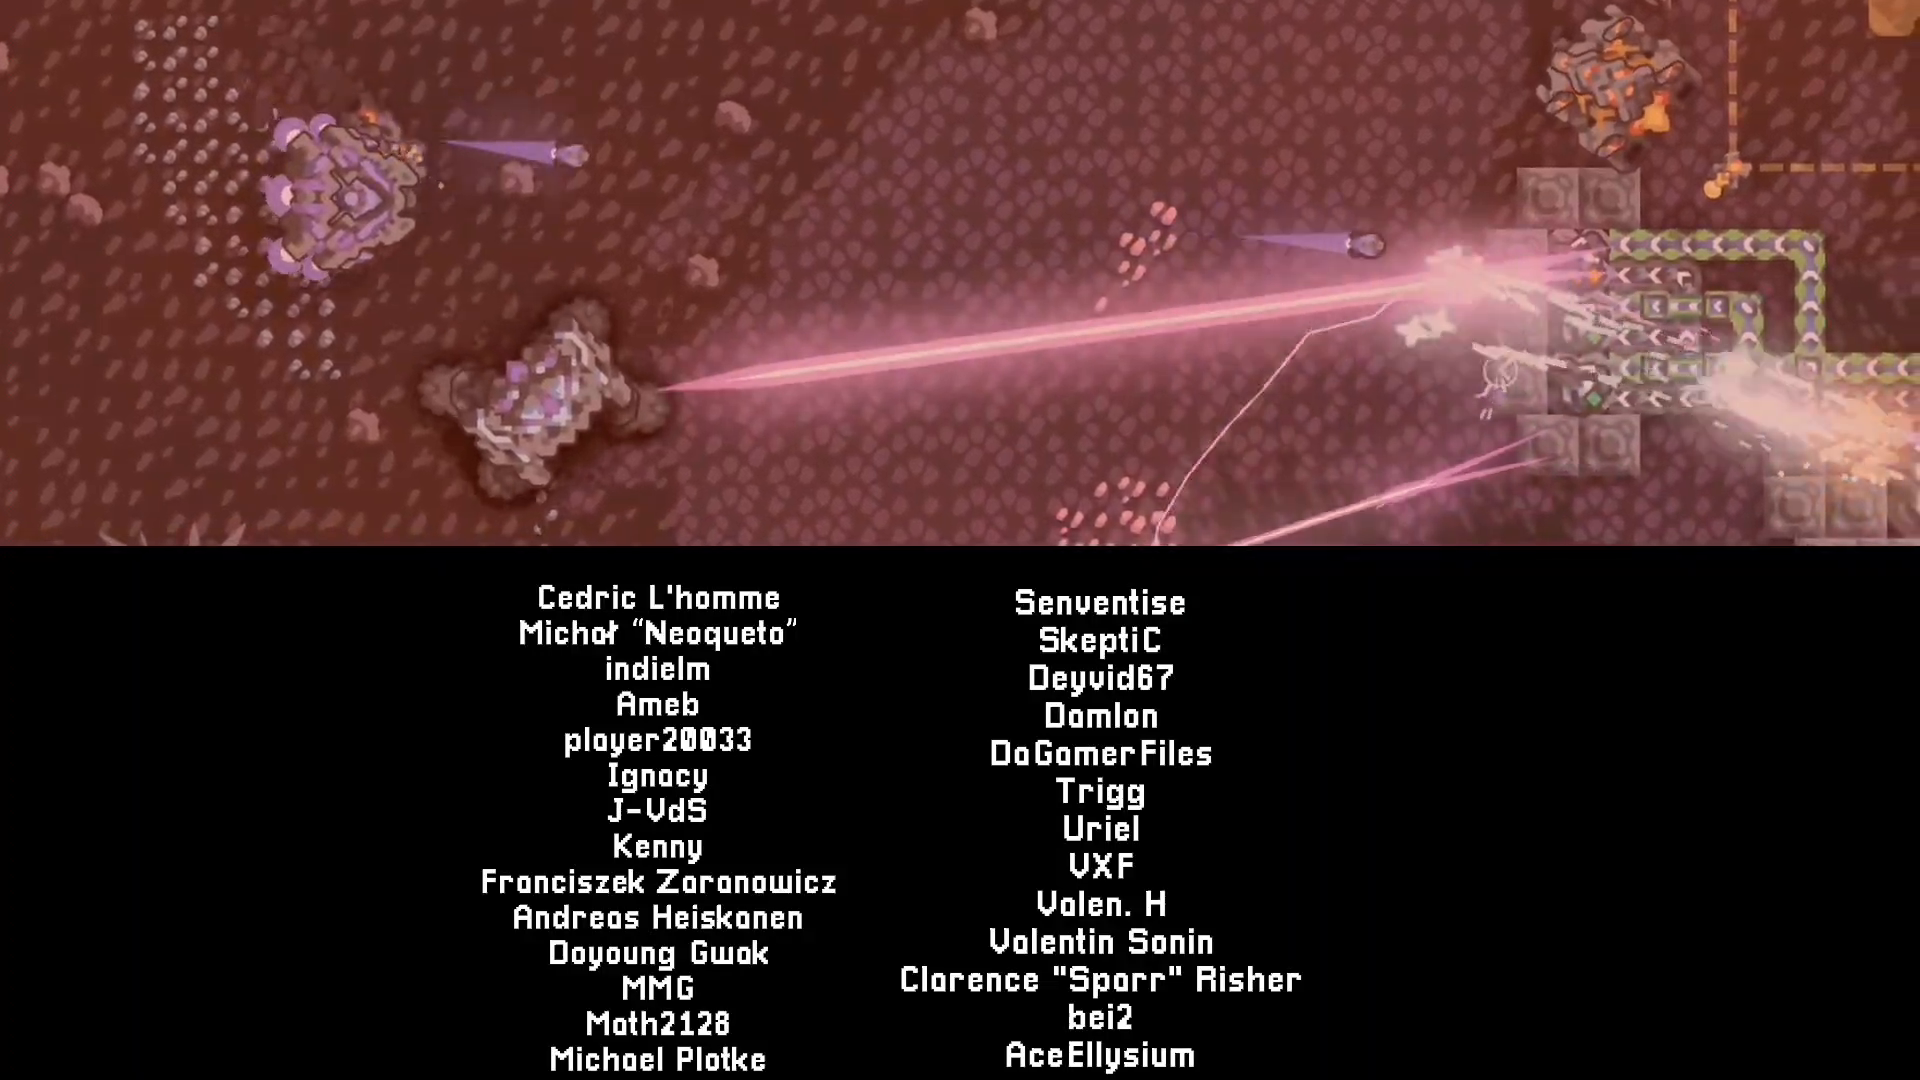 Cedric L'homme
Michał “Neoqueto”
indielm
Ameb
player20033
Ignacy
J-VdS
Kenny
Franciszek Zaranowicz
Andreas Heiskanen
Doyoung Gwak
MMG
Math2128
Michael Plotke
Senventise
SkeptiC
Deyvid67
Damlon
DaGamerFiles
Trigg
Uriel
VXF
Valen. H
Valentin Sonin
Clarence "Sparr" Risher
bei2
AceEllysium